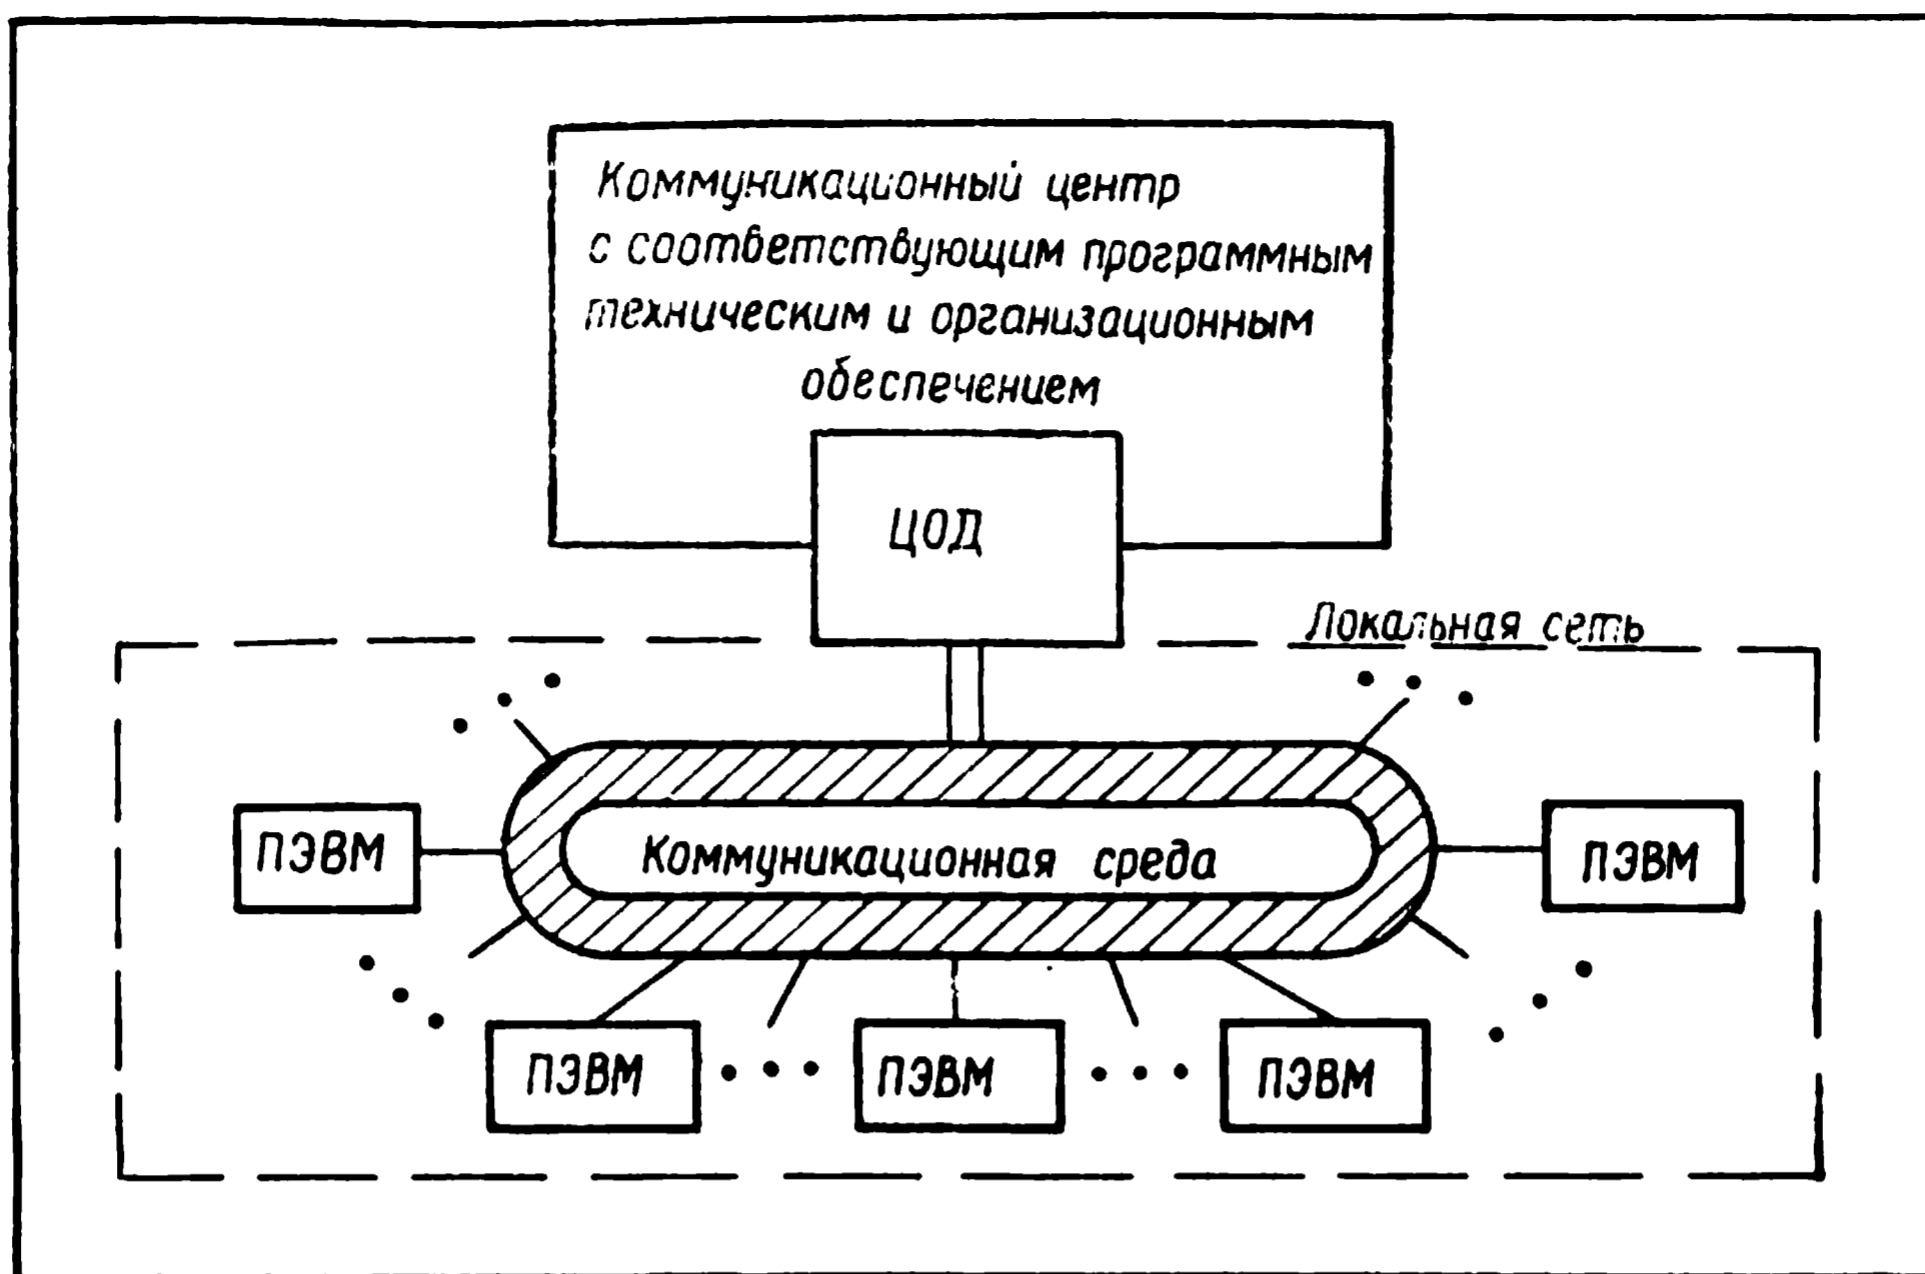 Коммуникационный центр
с соответствующим программным
техническим и организационным
обеспечением
ЦОД
Локальная сеть
ПЭВМ
Коммуникационная среда
ПЭВМ
ПЭВМ
ПЭВМ
ПЭВМ